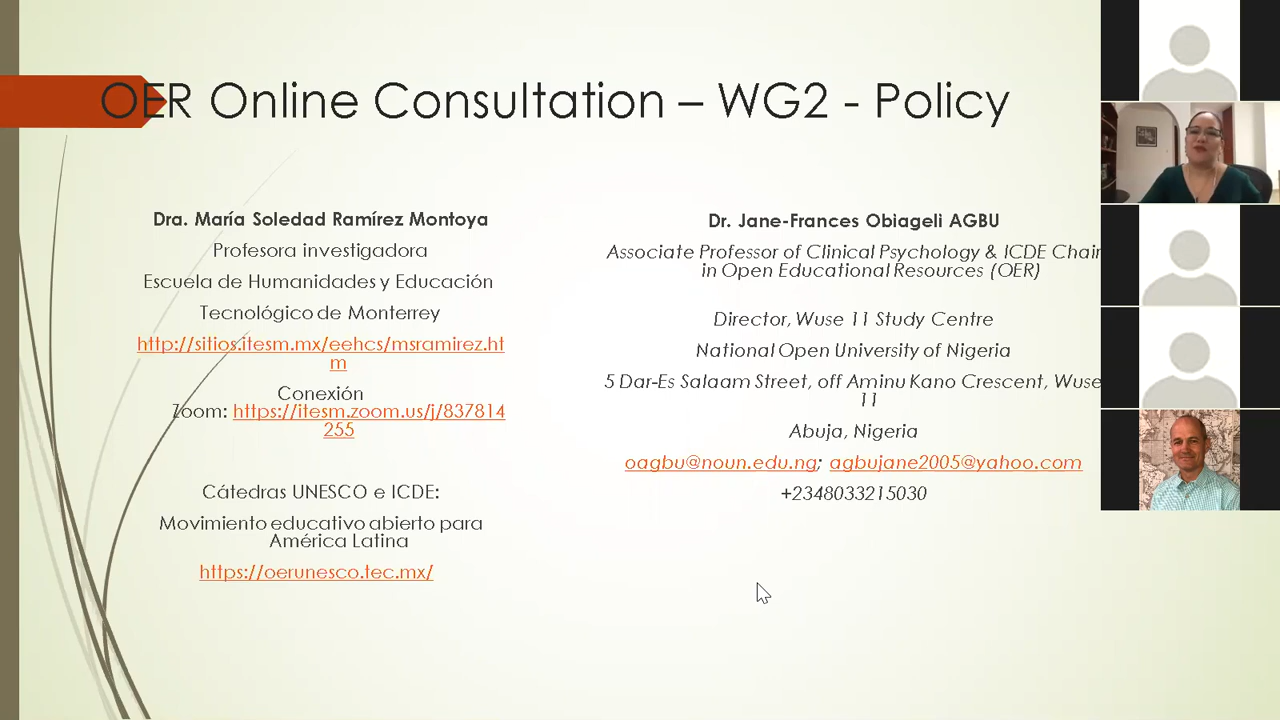 OER Online Consultation – WG2 - Policy
Dra. María Soledad Ramírez Montoya
Profesora investigadora
Escuela de Humanidades y Educación
Tecnológico de Monterrey
http://sitios.itesm.mx/eehcs/msramirez.ht
m
Conexión
Zoom: https://itesm.zoom.us/j/837814
255
Cátedras UNESCO e ICDE:
Movimiento educativo abierto para
América Latina
https://oerunesco.tec.mx/
Dr. Jane-Frances Obiageli AGBU
Associate Professor of Clinical Psychology & ICDE Chair
in Open Educational Resources (OER)
Director, Wuse 11 Study Centre
National Open University of Nigeria
5 Dar-Es Salaam Street, off Aminu Kano Crescent, Wuse
11
Abuja, Nigeria
oagbu@noun.edu.ng; agbujane2005@yahoo.com
+2348033215030